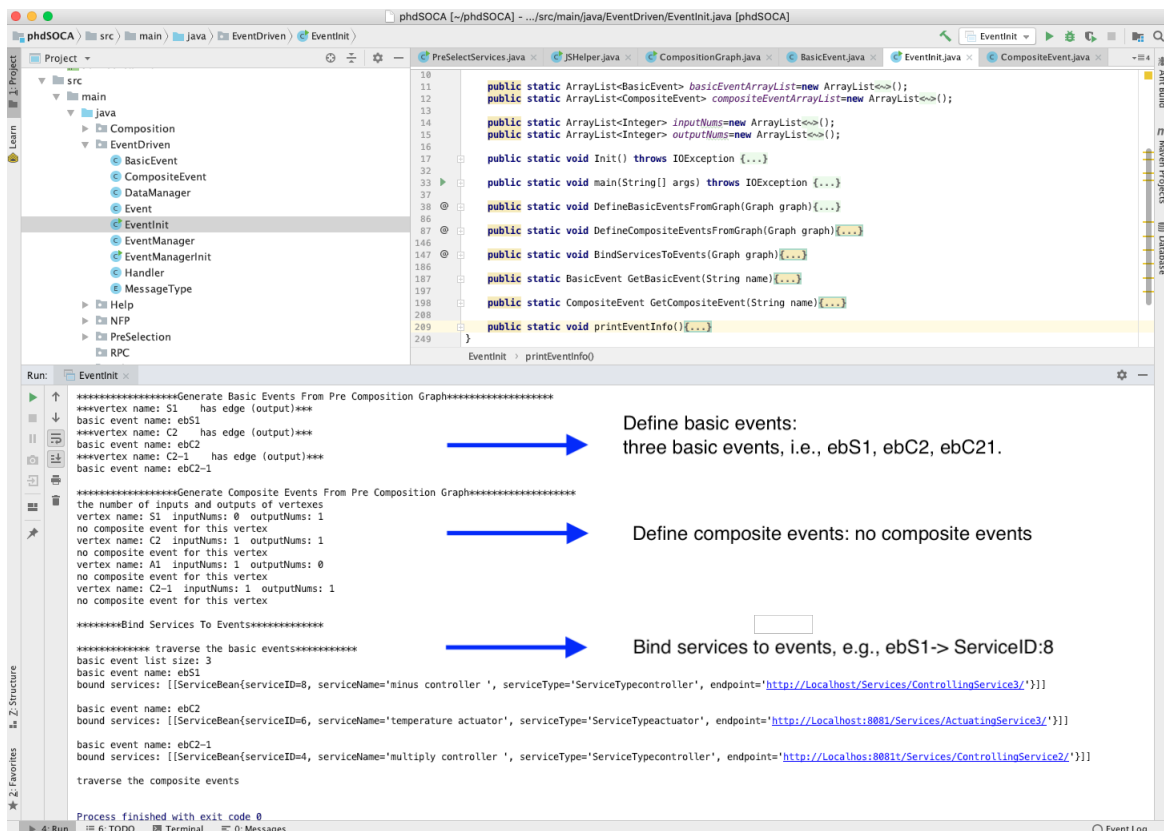 phdSOCA [~/phdSOCA] - .../src/main/java/EventDriven/EventInit.java [phdSOCA]
phdSOCA
src
main
java
EventDriven
EventInit
EventInit
Project
PreSelectServices.java
JSHelper.java
CompositionGraph.java
BasicEvent.java
EventInit.java
CompositeEvent.java
1: Project
Learn
src
main
java
Composition
EventDriven
BasicEvent
CompositeEvent
DataManager
Event
EventInit
EventManager
EventManagerInit
Handler
MessageType
Help
NFP
PreSelection
RPC
10
11 public static ArrayList<BasicEvent> basicEventArrayList=new ArrayList<~>();
12 public static ArrayList<CompositeEvent> compositeEventArrayList=new ArrayList<~>();
13
14 public static ArrayList<Integer> inputNums=new ArrayList<~>();
15 public static ArrayList<Integer> outputNums=new ArrayList<~>();
16
17 public static void Init() throws IOException {...}
32
33 public static void main(String[] args) throws IOException {...}
37
38 @ public static void DefineBasicEventsFromGraph(Graph graph){...}
86
87 @ public static void DefineCompositeEventsFromGraph(Graph graph){...}
146
147 @ public static void BindServicesToEvents(Graph graph){...}
186
187 public static BasicEvent GetBasicEvent(String name){...}
197
198 public static CompositeEvent GetCompositeEvent(String name){...}
208
209 public static void printEventInfo(){...}
249 }
EventInit › printEventInfo()
Ant Build
Maven Projects
Database
Run: EventInit
*******************Generate Basic Events From Pre Composition Graph********************
***vertex name: S1 has edge (output)***
basic event name: ebS1
***vertex name: C2 has edge (output)***
basic event name: ebC2
***vertex name: C2-1 has edge (output)***
basic event name: ebC2-1
Define basic events:
three basic events, i.e., ebS1, ebC2, ebC21.
*******************Generate Composite Events From Pre Composition Graph********************
the number of inputs and outputs of vertexes
vertex name: S1 inputNums: 0 outputNums: 1
no composite event for this vertex
vertex name: C2 inputNums: 1 outputNums: 1
no composite event for this vertex
vertex name: A1 inputNums: 1 outputNums: 0
no composite event for this vertex
vertex name: C2-1 inputNums: 1 outputNums: 1
no composite event for this vertex
Define composite events: no composite events
********Bind Services To Events*************
************* traverse the basic events***********
Bind services to events, e.g., ebS1-> ServiceID:8
basic event list size: 3
basic event name: ebS1
bound services: [[ServiceBean{serviceID=8, serviceName='minus controller ', serviceType='ServiceTypecontroller', endpoint='http://Localhost/Services/ControllingService3/'}]]
basic event name: ebC2
bound services: [[ServiceBean{serviceID=6, serviceName='temperature actuator', serviceType='ServiceTypeactuator', endpoint='http://Localhost:8081/Services/ActuatingService3/'}]]
basic event name: ebC2-1
bound services: [[ServiceBean{serviceID=4, serviceName='multiply controller ', serviceType='ServiceTypecontroller', endpoint='http://Localhos:8081t/Services/ControllingService2/'}]]
traverse the composite events
Process finished with exit code 0
Z: Structure
2: Favorites
4: Run
6: TODO
Terminal
0: Messages
Event Log